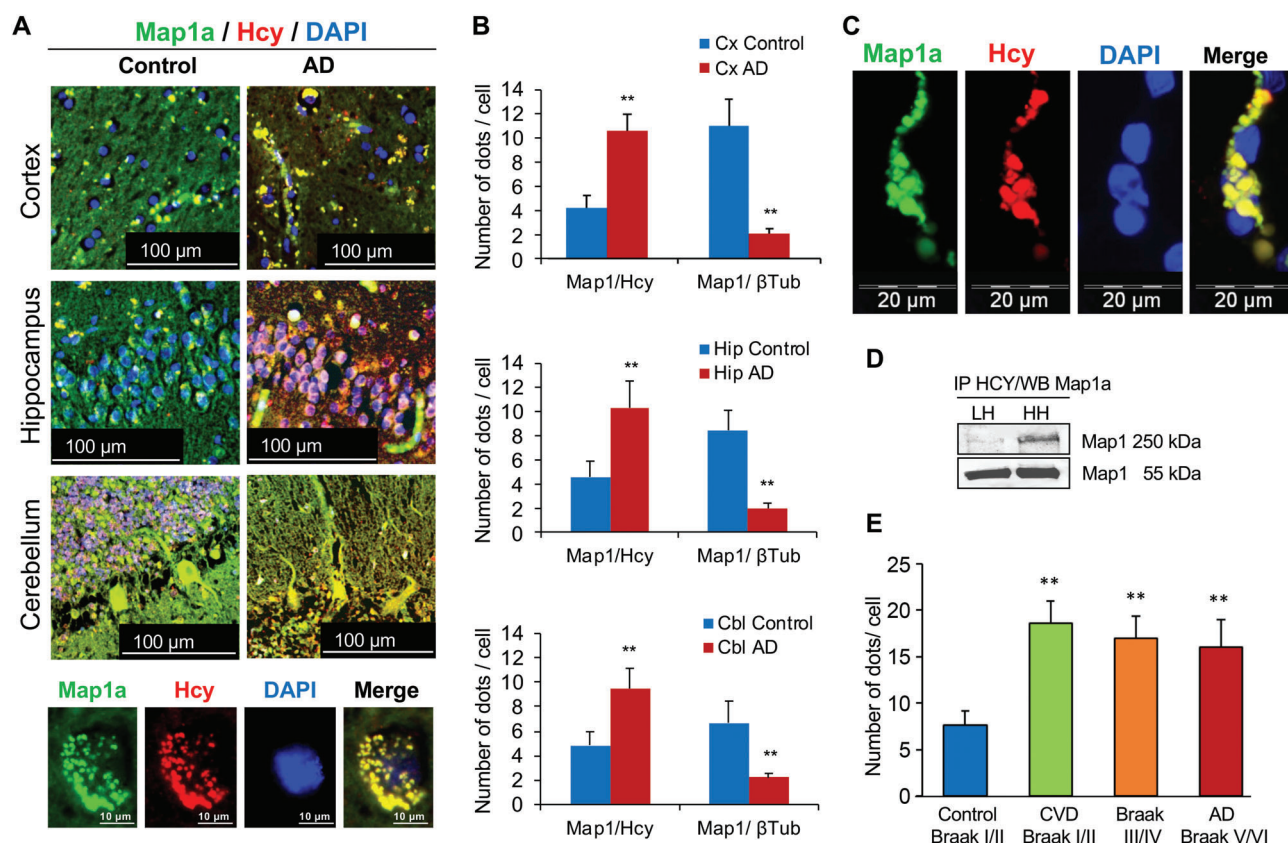 A
Map1a / Hcy / DAPI
Control AD
Cortex
100 µm 100 µm
Hippocampus
100 µm 100 µm
Cerebellum
100 µm 100 µm
Map1a Hcy DAPI Merge
10 µm 10 µm 10 µm 10 µm
B
Cx Control
Cx AD
Number of dots / cell
14
12
10
8
6
4
2
0
** **
Map1/Hcy Map1/ βTub
Hip Control
Hip AD
Number of dots / cell
14
12
10
8
6
4
2
0
** **
Map1/Hcy Map1/ βTub
Cbl Control
Cbl AD
Number of dots / cell
14
12
10
8
6
4
2
0
** **
Map1/Hcy Map1/ βTub
C
Map1a Hcy DAPI Merge
20 µm 20 µm 20 µm 20 µm
D
IP HCY/WB Map1a
LH HH
Map1 250 kDa
Map1 55 kDa
E
Number of dots/ cell
25
20
15
10
5
0
** ** **
Control CVD Braak AD
Braak I/II Braak I/II III/IV Braak V/VI